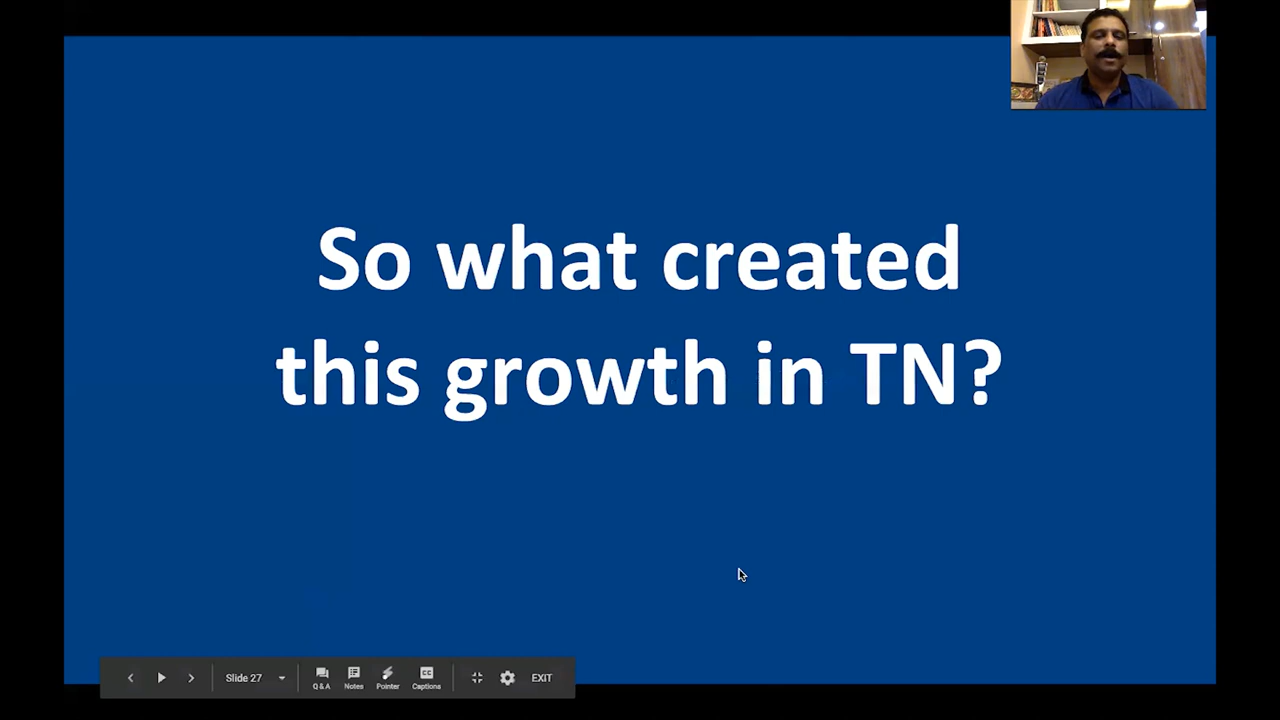 So what created
this growth in TN?
Slide 27
Q & A
Notes
Pointer
Captions
EXIT